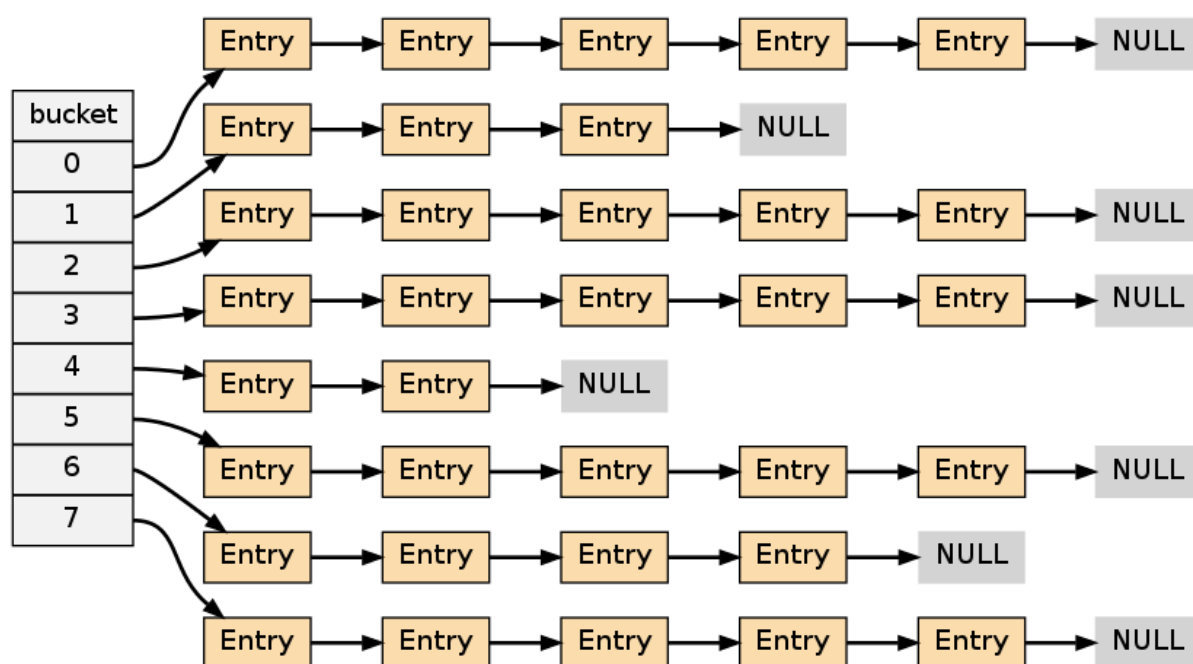 Entry Entry Entry Entry Entry NULL
bucket
Entry Entry Entry NULL
0
1
Entry Entry Entry Entry Entry NULL
2
3
Entry Entry Entry Entry Entry NULL
4
Entry Entry NULL
5
6
Entry Entry Entry Entry Entry NULL
7
Entry Entry Entry Entry NULL
Entry Entry Entry Entry Entry NULL